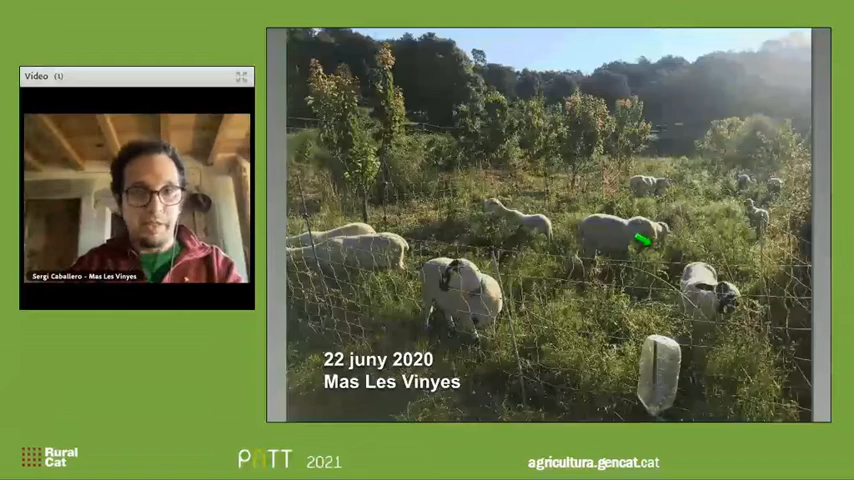 Vídeo (1)
Sergi Caballero - Mas Les Vinyes
22 juny 2020
Mas Les Vinyes
Rural
Cat
PATT 2021
agricultura.gencat.cat